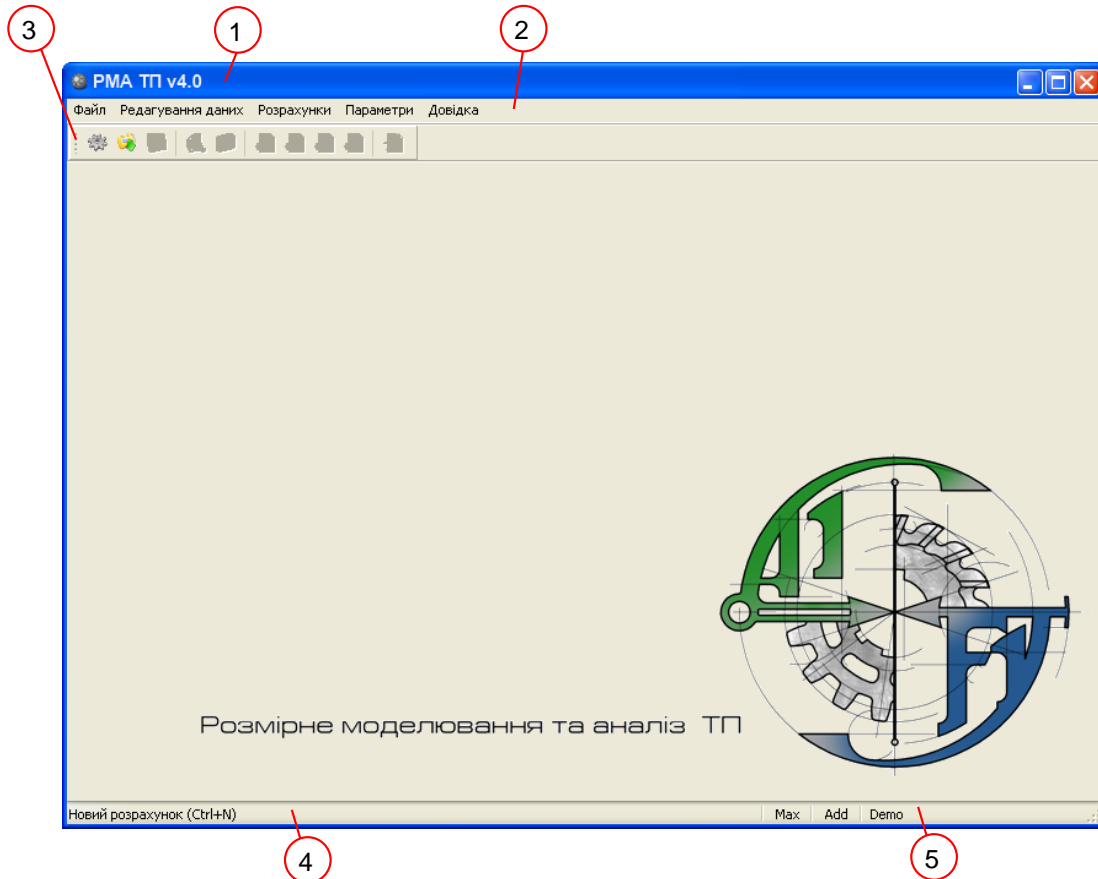 3 1 2
РМА ТП v4.0
Файл Редагування даних Розрахунки Параметри Довідка
Розмірне моделювання та аналіз ТП
Новий розрахунок (Ctrl+N) Max Add Demo
4 5